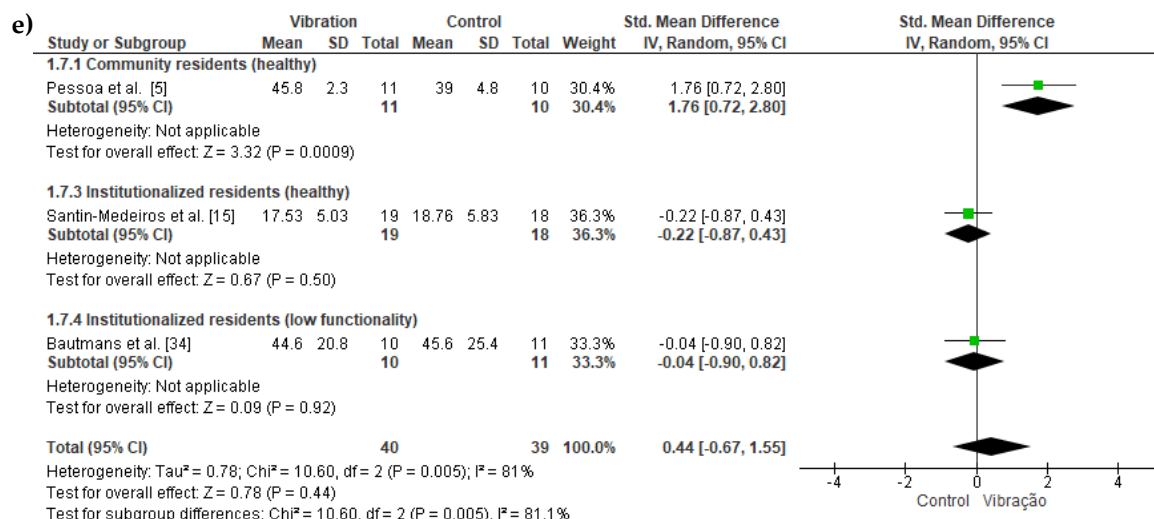 e)
Vibration Control Std. Mean Difference Std. Mean Difference
Study or Subgroup Mean SD Total Mean SD Total Weight IV, Random, 95% CI IV, Random, 95% CI
1.7.1 Community residents (healthy)
Pessoa et al. [5] 45.8 2.3 11 39 4.8 10 30.4% 1.76 [0.72, 2.80]
Subtotal (95% CI) 11 10 30.4% 1.76 [0.72, 2.80]
Heterogeneity: Not applicable
Test for overall effect: Z = 3.32 (P = 0.0009)
1.7.3 Institutionalized residents (healthy)
Santin-Medeiros et al. [15] 17.53 5.03 19 18.76 5.83 18 36.3% -0.22 [-0.87, 0.43]
Subtotal (95% CI) 19 18 36.3% -0.22 [-0.87, 0.43]
Heterogeneity: Not applicable
Test for overall effect: Z = 0.67 (P = 0.50)
1.7.4 Institutionalized residents (low functionality)
Bautmans et al. [34] 44.6 20.8 10 45.6 25.4 11 33.3% -0.04 [-0.90, 0.82]
Subtotal (95% CI) 10 11 33.3% -0.04 [-0.90, 0.82]
Heterogeneity: Not applicable
Test for overall effect: Z = 0.09 (P = 0.92)
Total (95% CI) 40 39 100.0% 0.44 [-0.67, 1.55]
Heterogeneity: Tau² = 0.78; Chi² = 10.60, df = 2 (P = 0.005); I² = 81%
Test for overall effect: Z = 0.78 (P = 0.44)
Test for subgroup differences: Chi² = 10.60, df = 2 (P = 0.005), I² = 81.1%
-4 -2 0 2 4
Control Vibração